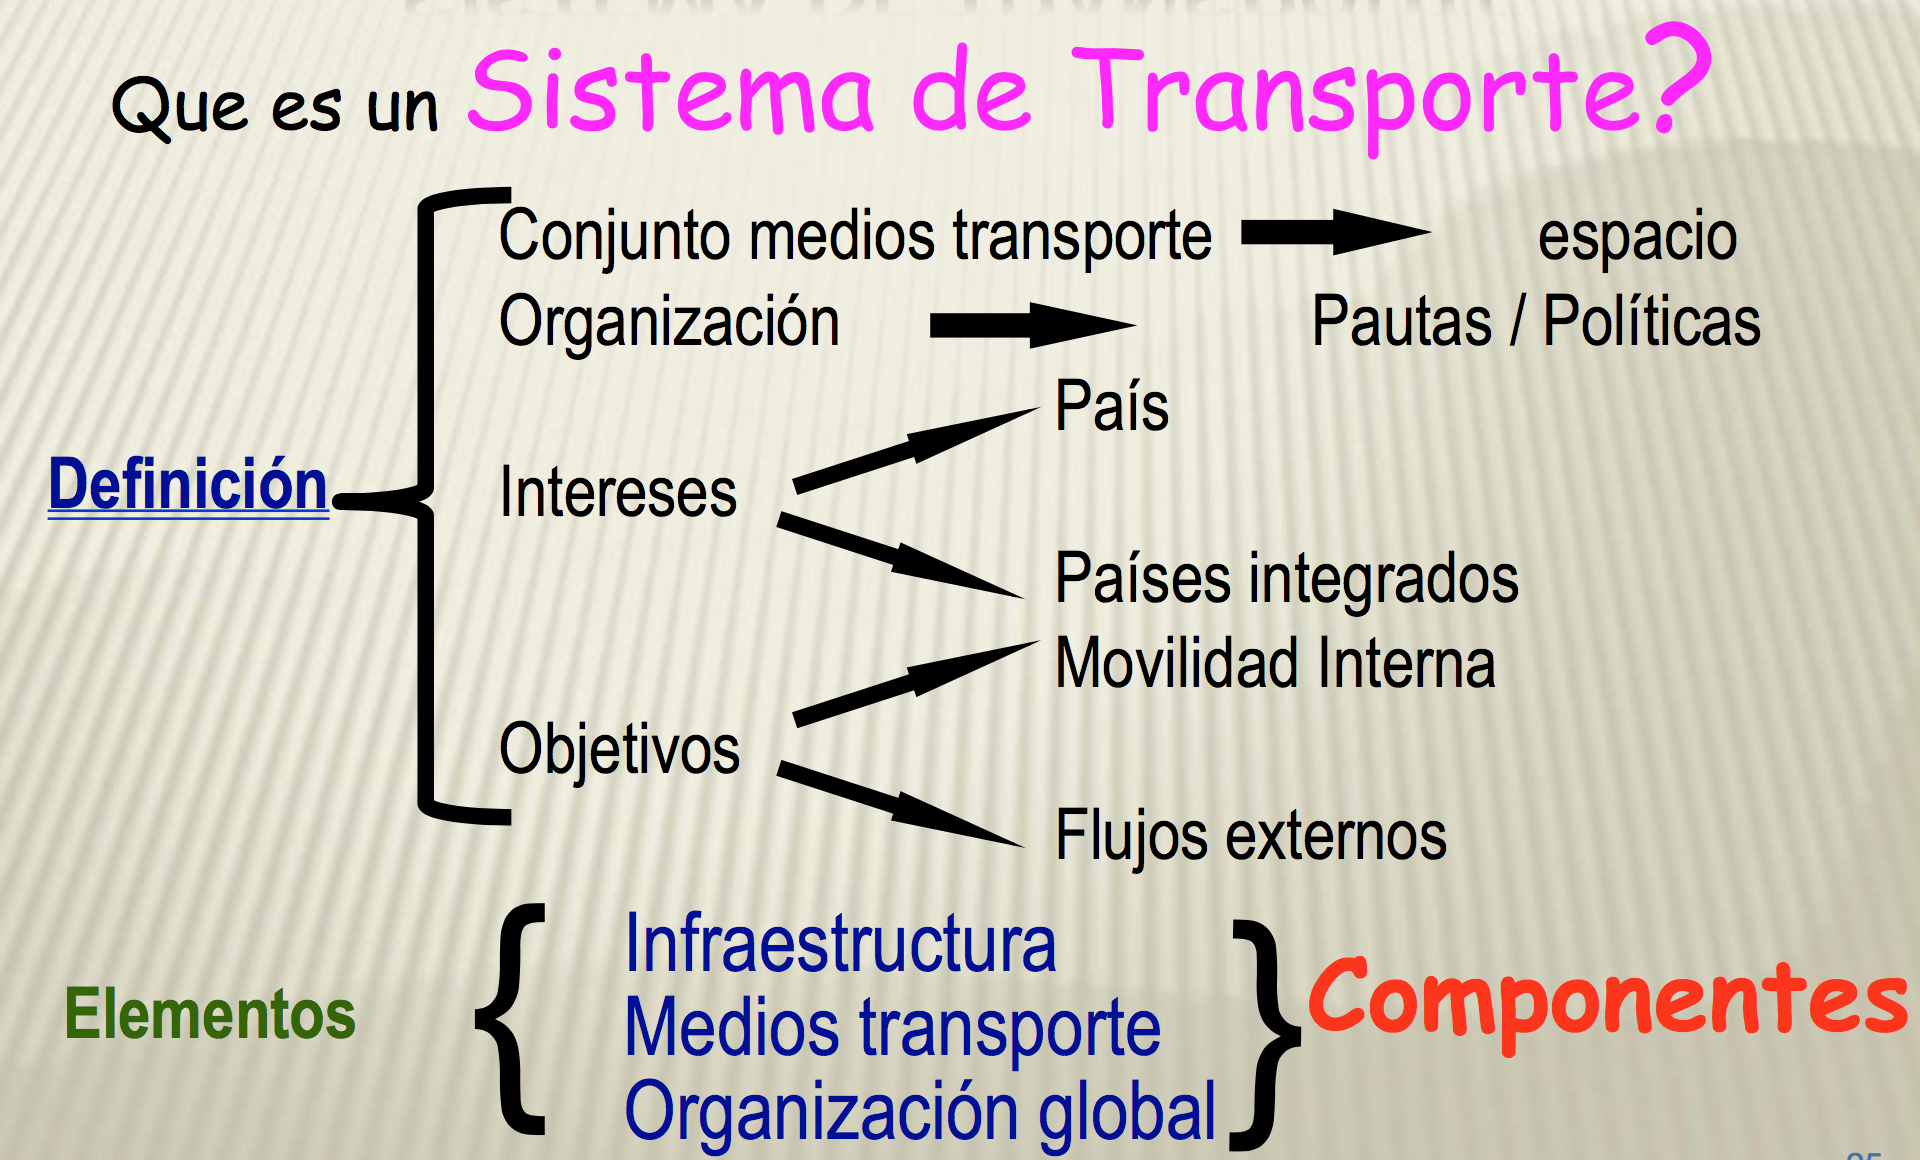 Que es un Sistema de Transporte?
Conjunto medios transporte espacio
Organización Pautas / Políticas
País
Definición
Intereses
Países integrados
Movilidad Interna
Objetivos
Flujos externos
Infraestructura
Elementos
Medios transporte
Componentes
Organización global